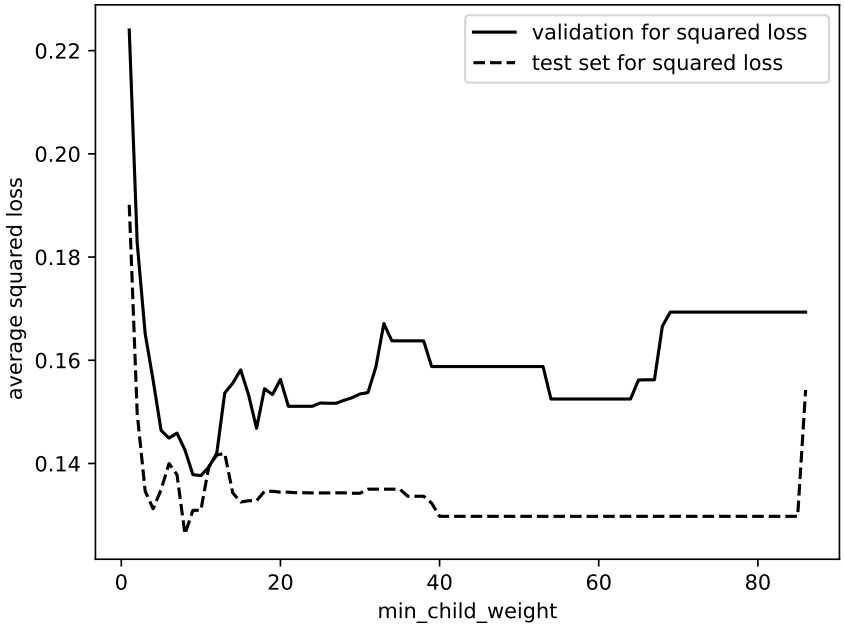 validation for squared loss
test set for squared loss
average squared loss
0.22
0.20
0.18
0.16
0.14
0 20 40 60 80
min_child_weight